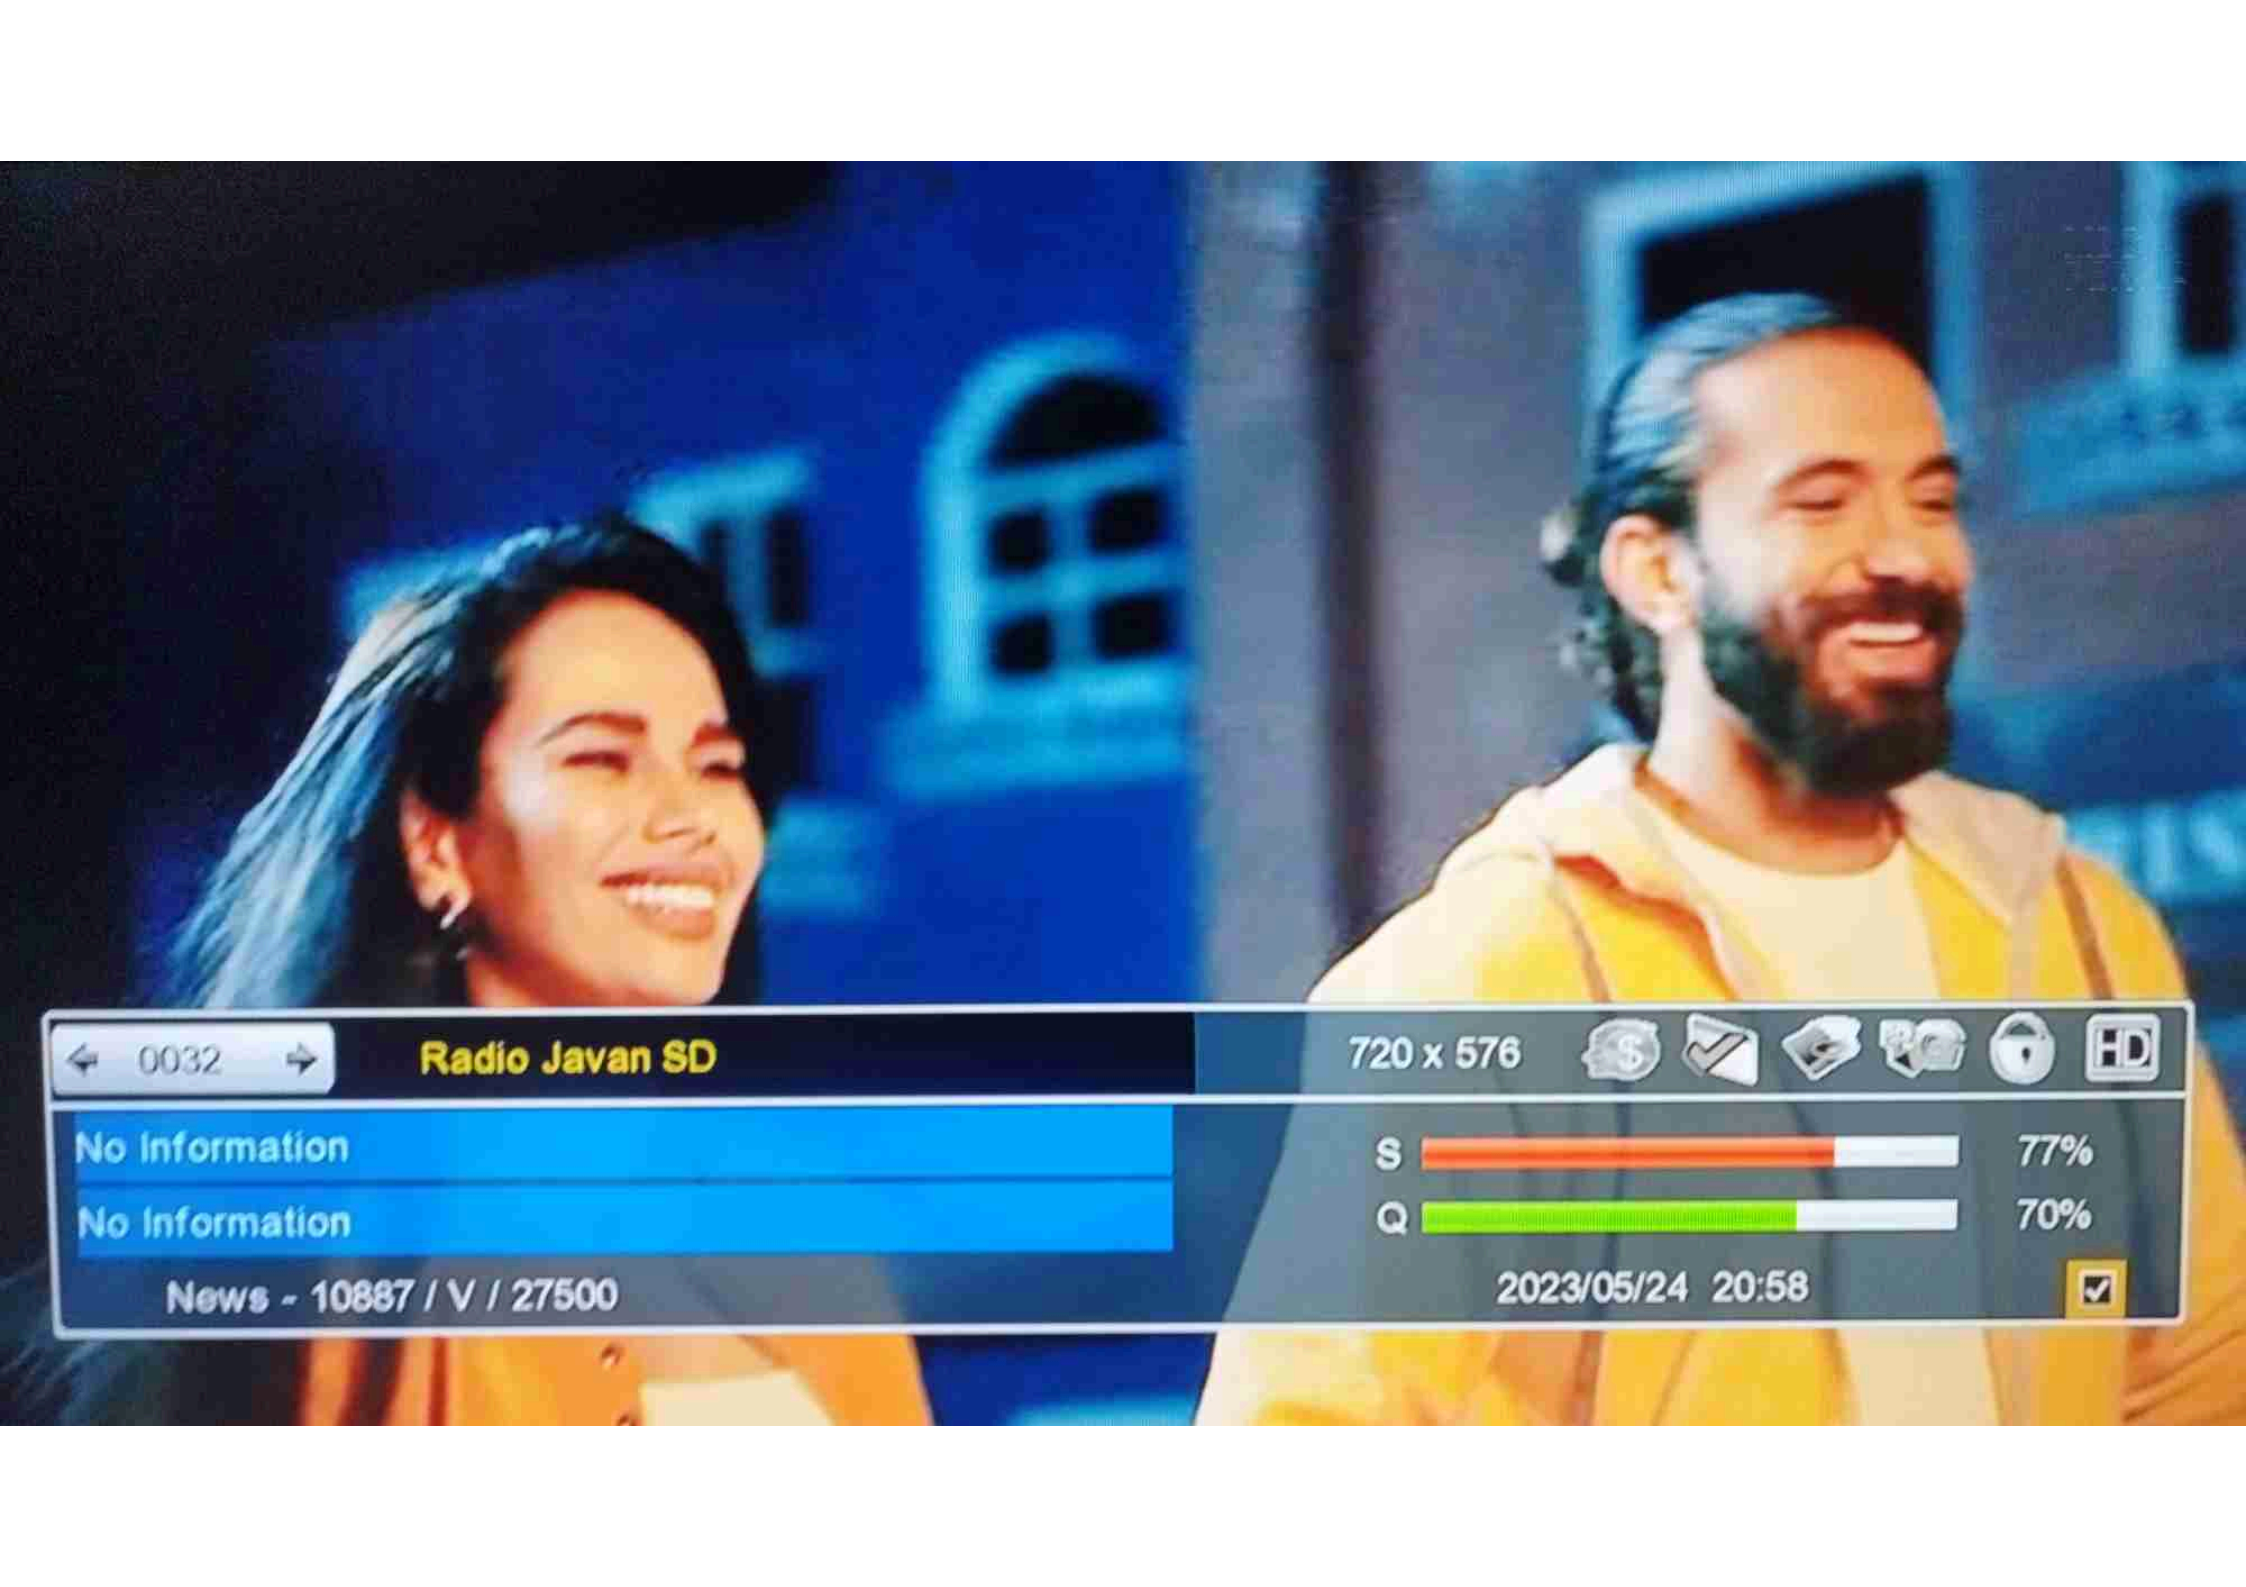 0032
Radio Javan SD
720 x 576
HD
No Information
No Information
S 77%
Q 70%
News - 10887 / V / 27500
2023/05/24 20:58